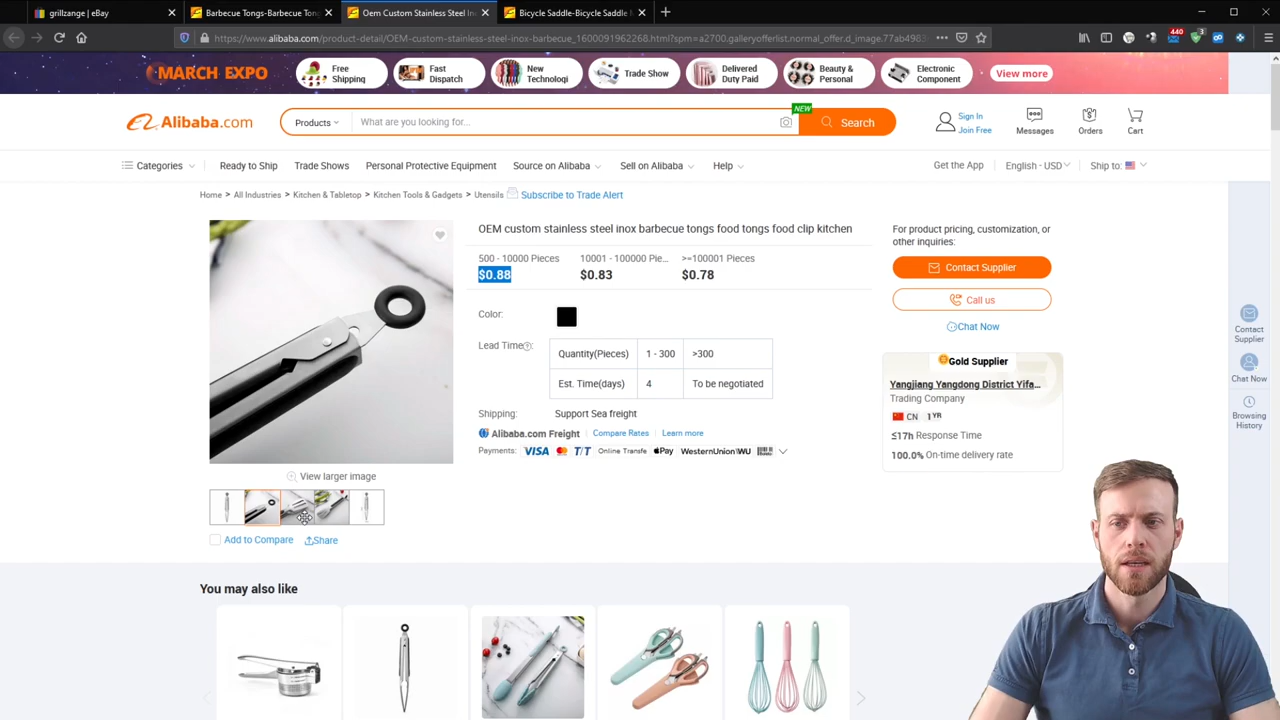 grillzange | eBay
Barbecue Tongs-Barbecue Tong
Oem Custom Stainless Steel In
Bicycle Saddle-Bicycle Saddle M
https://www.alibaba.com/product-detail/OEM-custom-stainless-steel-inox-barbecue_1600091962268.html?spm=a2700.galleryofferlist.normal_offer.d_image.77ab4983
440
3
MARCH EXPO
Free Shipping
Fast Dispatch
New Technologi
Trade Show
Delivered Duty Paid
Beauty & Personal
Electronic Component
View more
Alibaba.com
Products
What are you looking for...
NEW
Search
Sign In
Join Free
Messages
Orders
Cart
Categories
Ready to Ship
Trade Shows
Personal Protective Equipment
Source on Alibaba
Sell on Alibaba
Help
Get the App
English - USD
Ship to:
Home > All Industries > Kitchen & Tabletop > Kitchen Tools & Gadgets > Utensils
Subscribe to Trade Alert
OEM custom stainless steel inox barbecue tongs food tongs food clip kitchen
500 - 10000 Pieces
10001 - 100000 Pie...
>=100001 Pieces
$0.88
$0.83
$0.78
Color:
Lead Time
Quantity(Pieces)
1 - 300
>300
Est. Time(days)
4
To be negotiated
Shipping:
Support Sea freight
Alibaba.com Freight
Compare Rates
Learn more
Payments:
VISA
T/T
Online Transfe
Pay
WesternUnion WU
View larger image
Add to Compare
Share
For product pricing, customization, or
other inquiries:
Contact Supplier
Call us
Chat Now
Gold Supplier
Yangjiang Yangdong District Yifa...
Trading Company
CN 1YR
≤17h Response Time
100.0% On-time delivery rate
Contact
Supplier
Chat Now
Browsing
History
You may also like